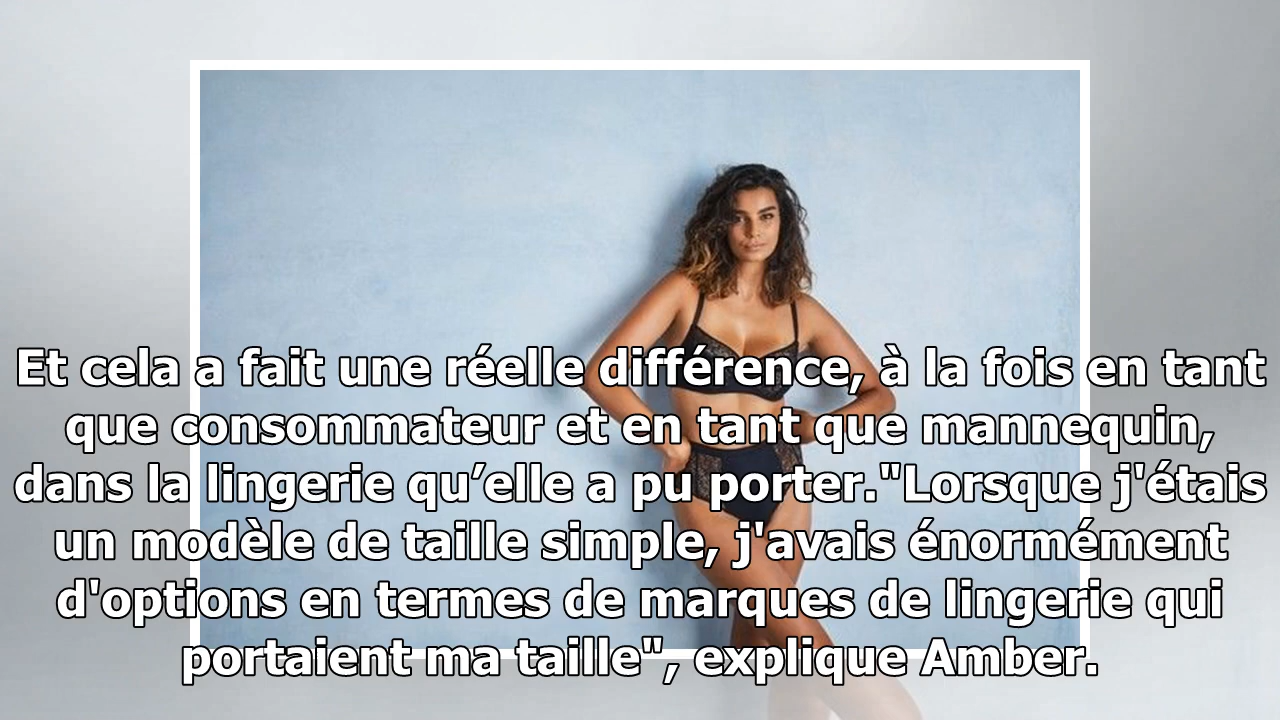 Et cela a fait une réelle différence, à la fois en tant
que consommateur et en tant que mannequin,
dans la lingerie qu’elle a pu porter."Lorsque j'étais
un modèle de taille simple, j'avais énormément
d'options en termes de marques de lingerie qui
portaient ma taille", explique Amber.